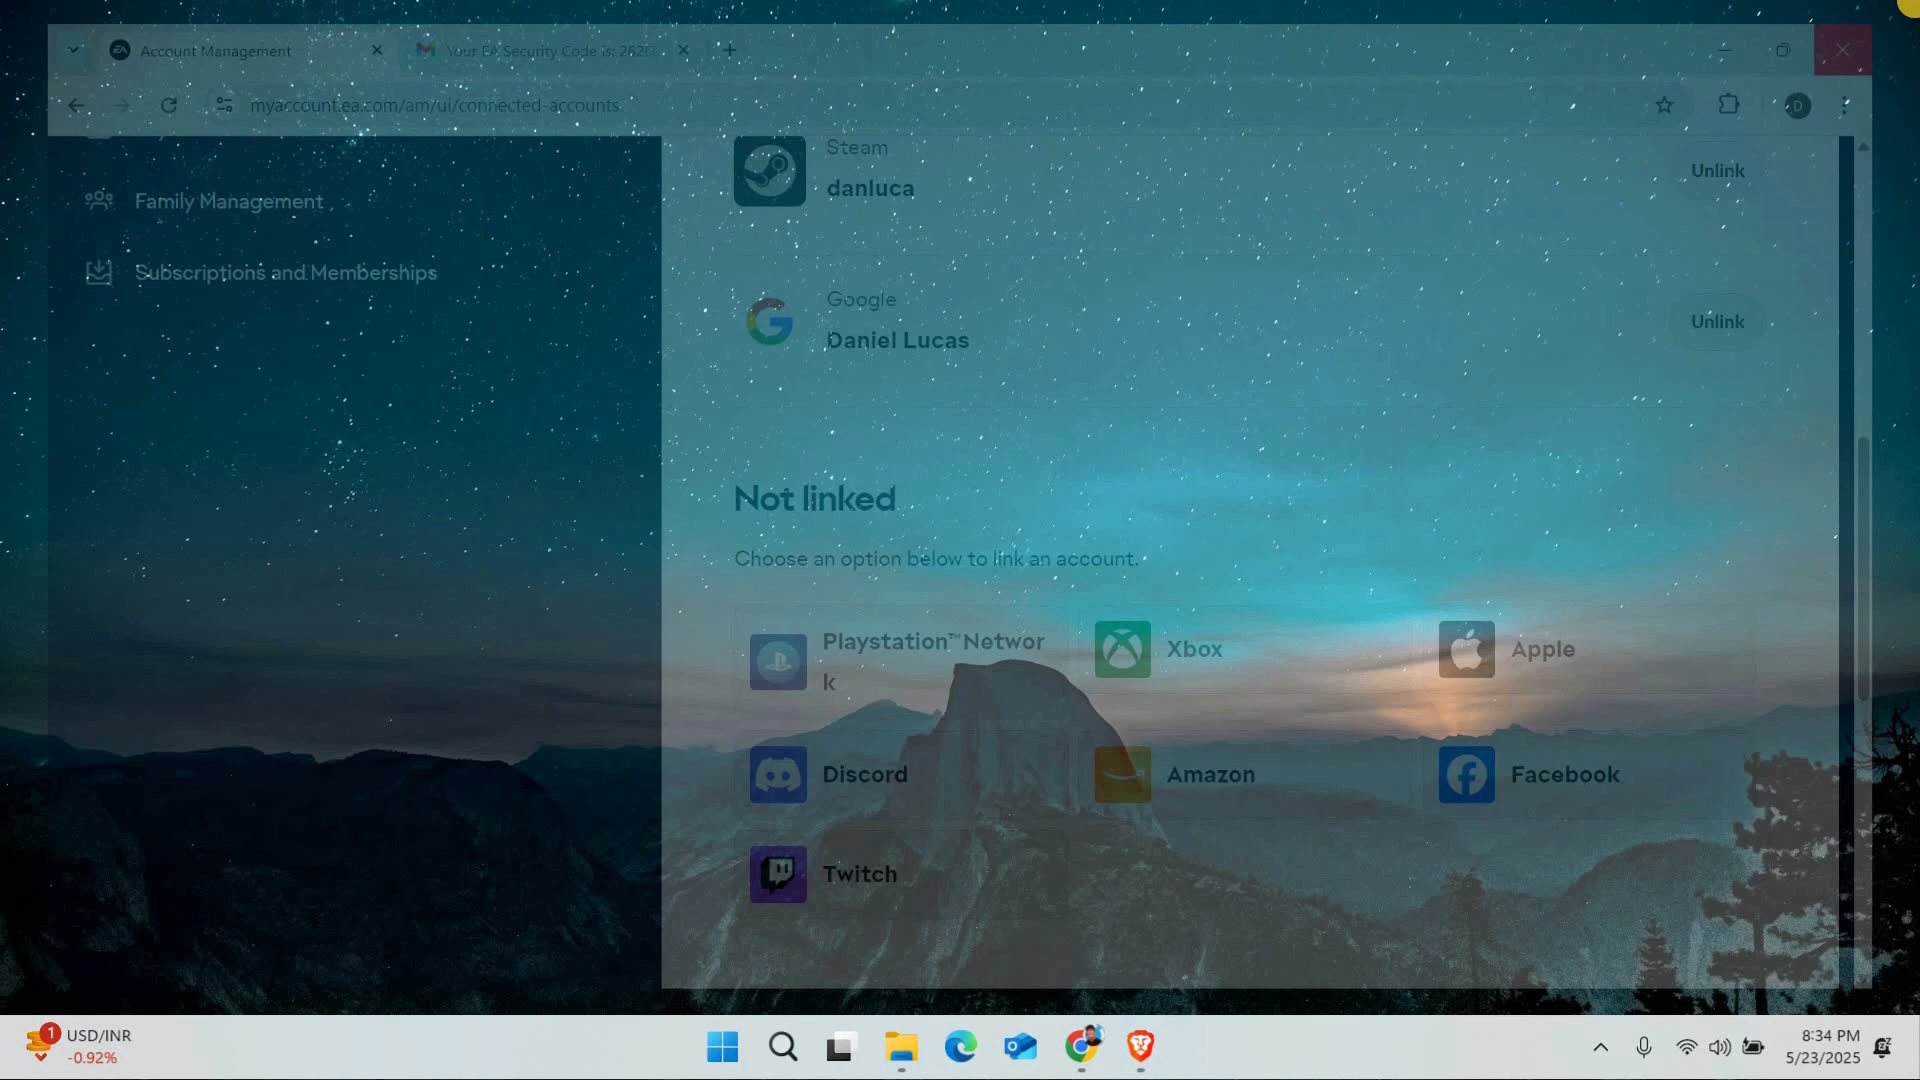 Account Management
Your EA Security Code is: 2620
myaccount.ea.com/am/ui/connected-accounts
D
Family Management
Subscriptions and Memberships
Steam
danluca
Unlink
Google
Daniel Lucas
Unlink
Not linked
Choose an option below to link an account.
Playstation™Networ
k
Xbox
Apple
Discord
Amazon
Facebook
Twitch
1
USD/INR
-0.92%
8:34 PM
5/23/2025